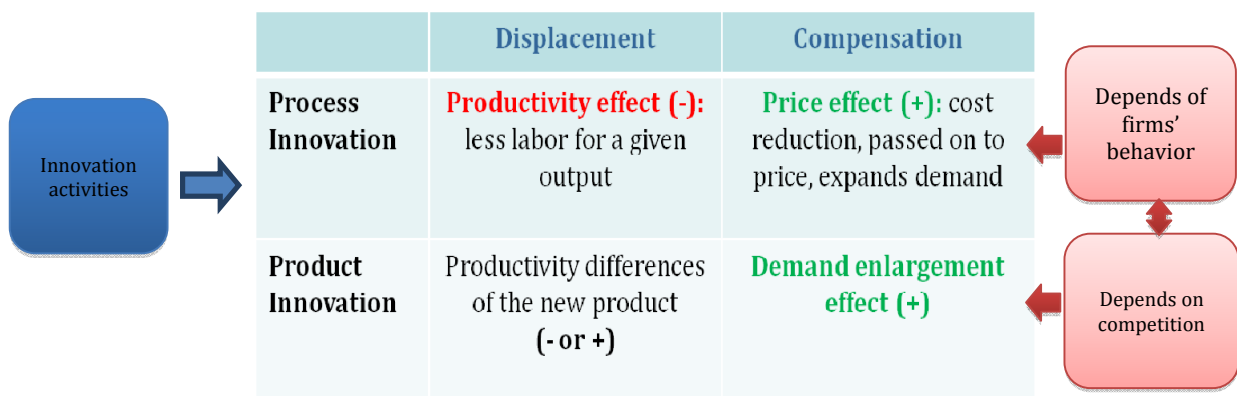 Innovation
activities
Displacement
Compensation
Process
Innovation
Productivity effect (-):
less labor for a given
output
Price effect (+): cost
reduction, passed on to
price, expands demand
Product
Innovation
Productivity differences
of the new product
(- or +)
Demand enlargement
effect (+)
Depends of
firms’
behavior
Depends on
competition